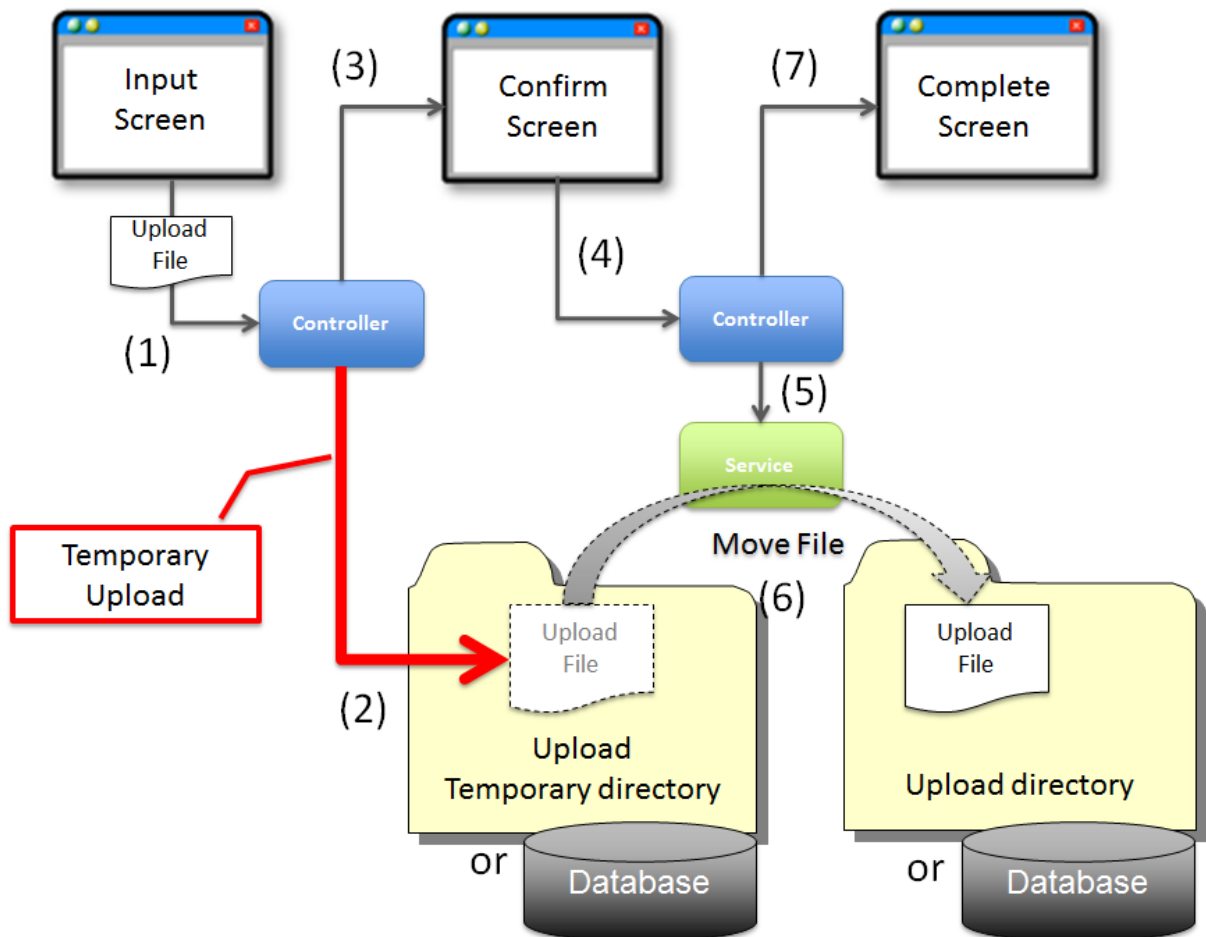 Input
Screen
(3)
Confirm
Screen
(7)
Complete
Screen
Upload
File
(1)
Controller
(4)
Controller
(5)
Service
Temporary
Upload
Move File
(6)
Upload
File
Upload
File
(2)
Upload
Temporary directory
Upload directory
or
Database
or
Database